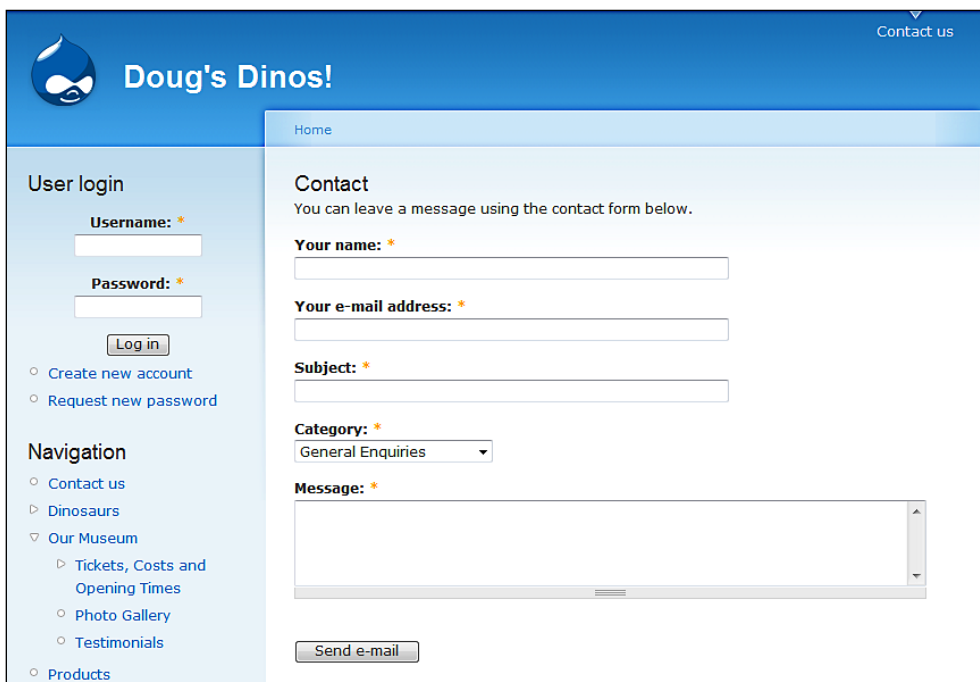 Contact us
Doug's Dinos!
Home
User login
Username: *
Password: *
Log in
Create new account
Request new password
Navigation
Contact us
Dinosaurs
Our Museum
Tickets, Costs and
Opening Times
Photo Gallery
Testimonials
Products
Contact
You can leave a message using the contact form below.
Your name: *
Your e-mail address: *
Subject: *
Category: *
General Enquiries
Message: *
Send e-mail